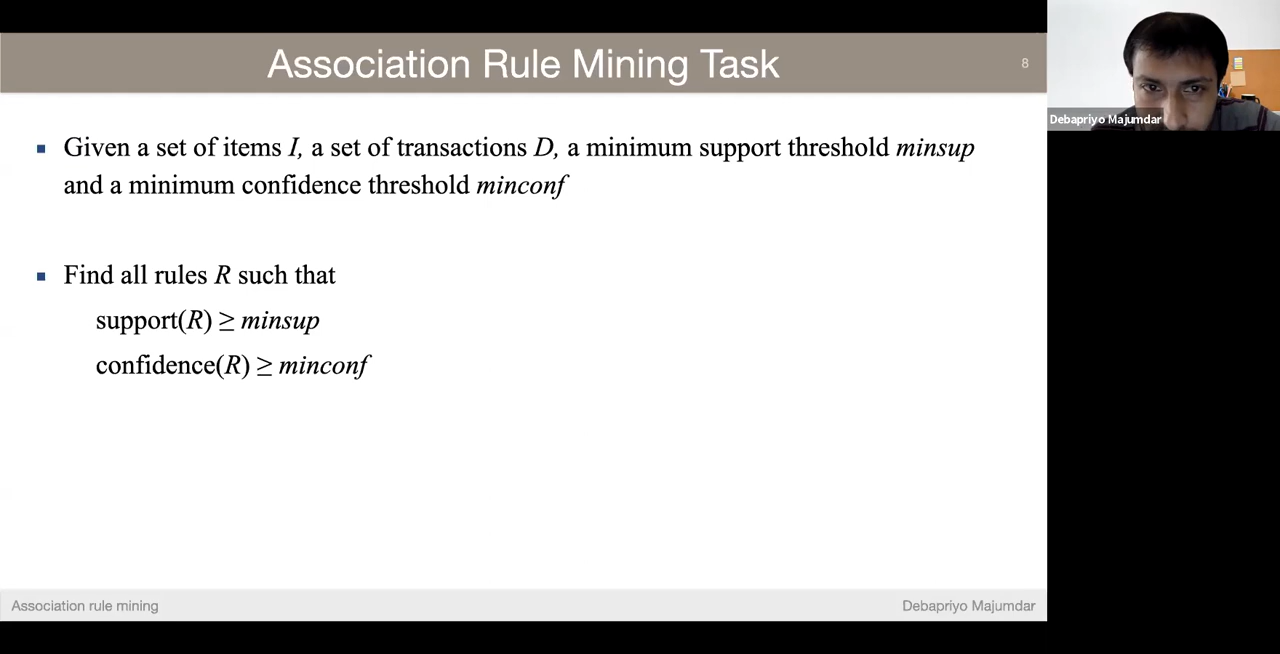 Association Rule Mining Task
8
Debapriyo Majumdar
▪ Given a set of items I, a set of transactions D, a minimum support threshold minsup
and a minimum confidence threshold minconf
▪ Find all rules R such that
support(R) ≥ minsup
confidence(R) ≥ minconf
Association rule mining
Debapriyo Majumdar